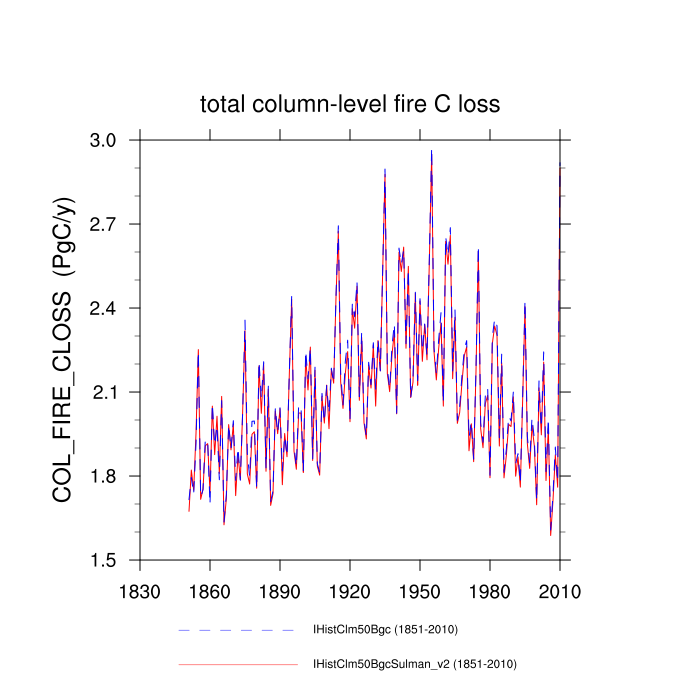 total column-level fire C loss
COL_FIRE_CLOSS (PgC/y)
3.0
2.7
2.4
2.1
1.8
1.5
1830 1860 1890 1920 1950 1980 2010
IHistClm50Bgc (1851-2010)
IHistClm50BgcSulman_v2 (1851-2010)